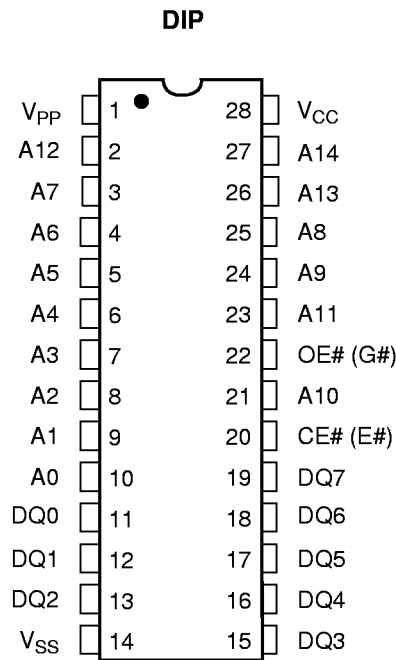 DIP
VPP 1 28 VCC
A12 2 27 A14
A7 3 26 A13
A6 4 25 A8
A5 5 24 A9
A4 6 23 A11
A3 7 22 OE# (G#)
A2 8 21 A10
A1 9 20 CE# (E#)
A0 10 19 DQ7
DQ0 11 18 DQ6
DQ1 12 17 DQ5
DQ2 13 16 DQ4
VSS 14 15 DQ3